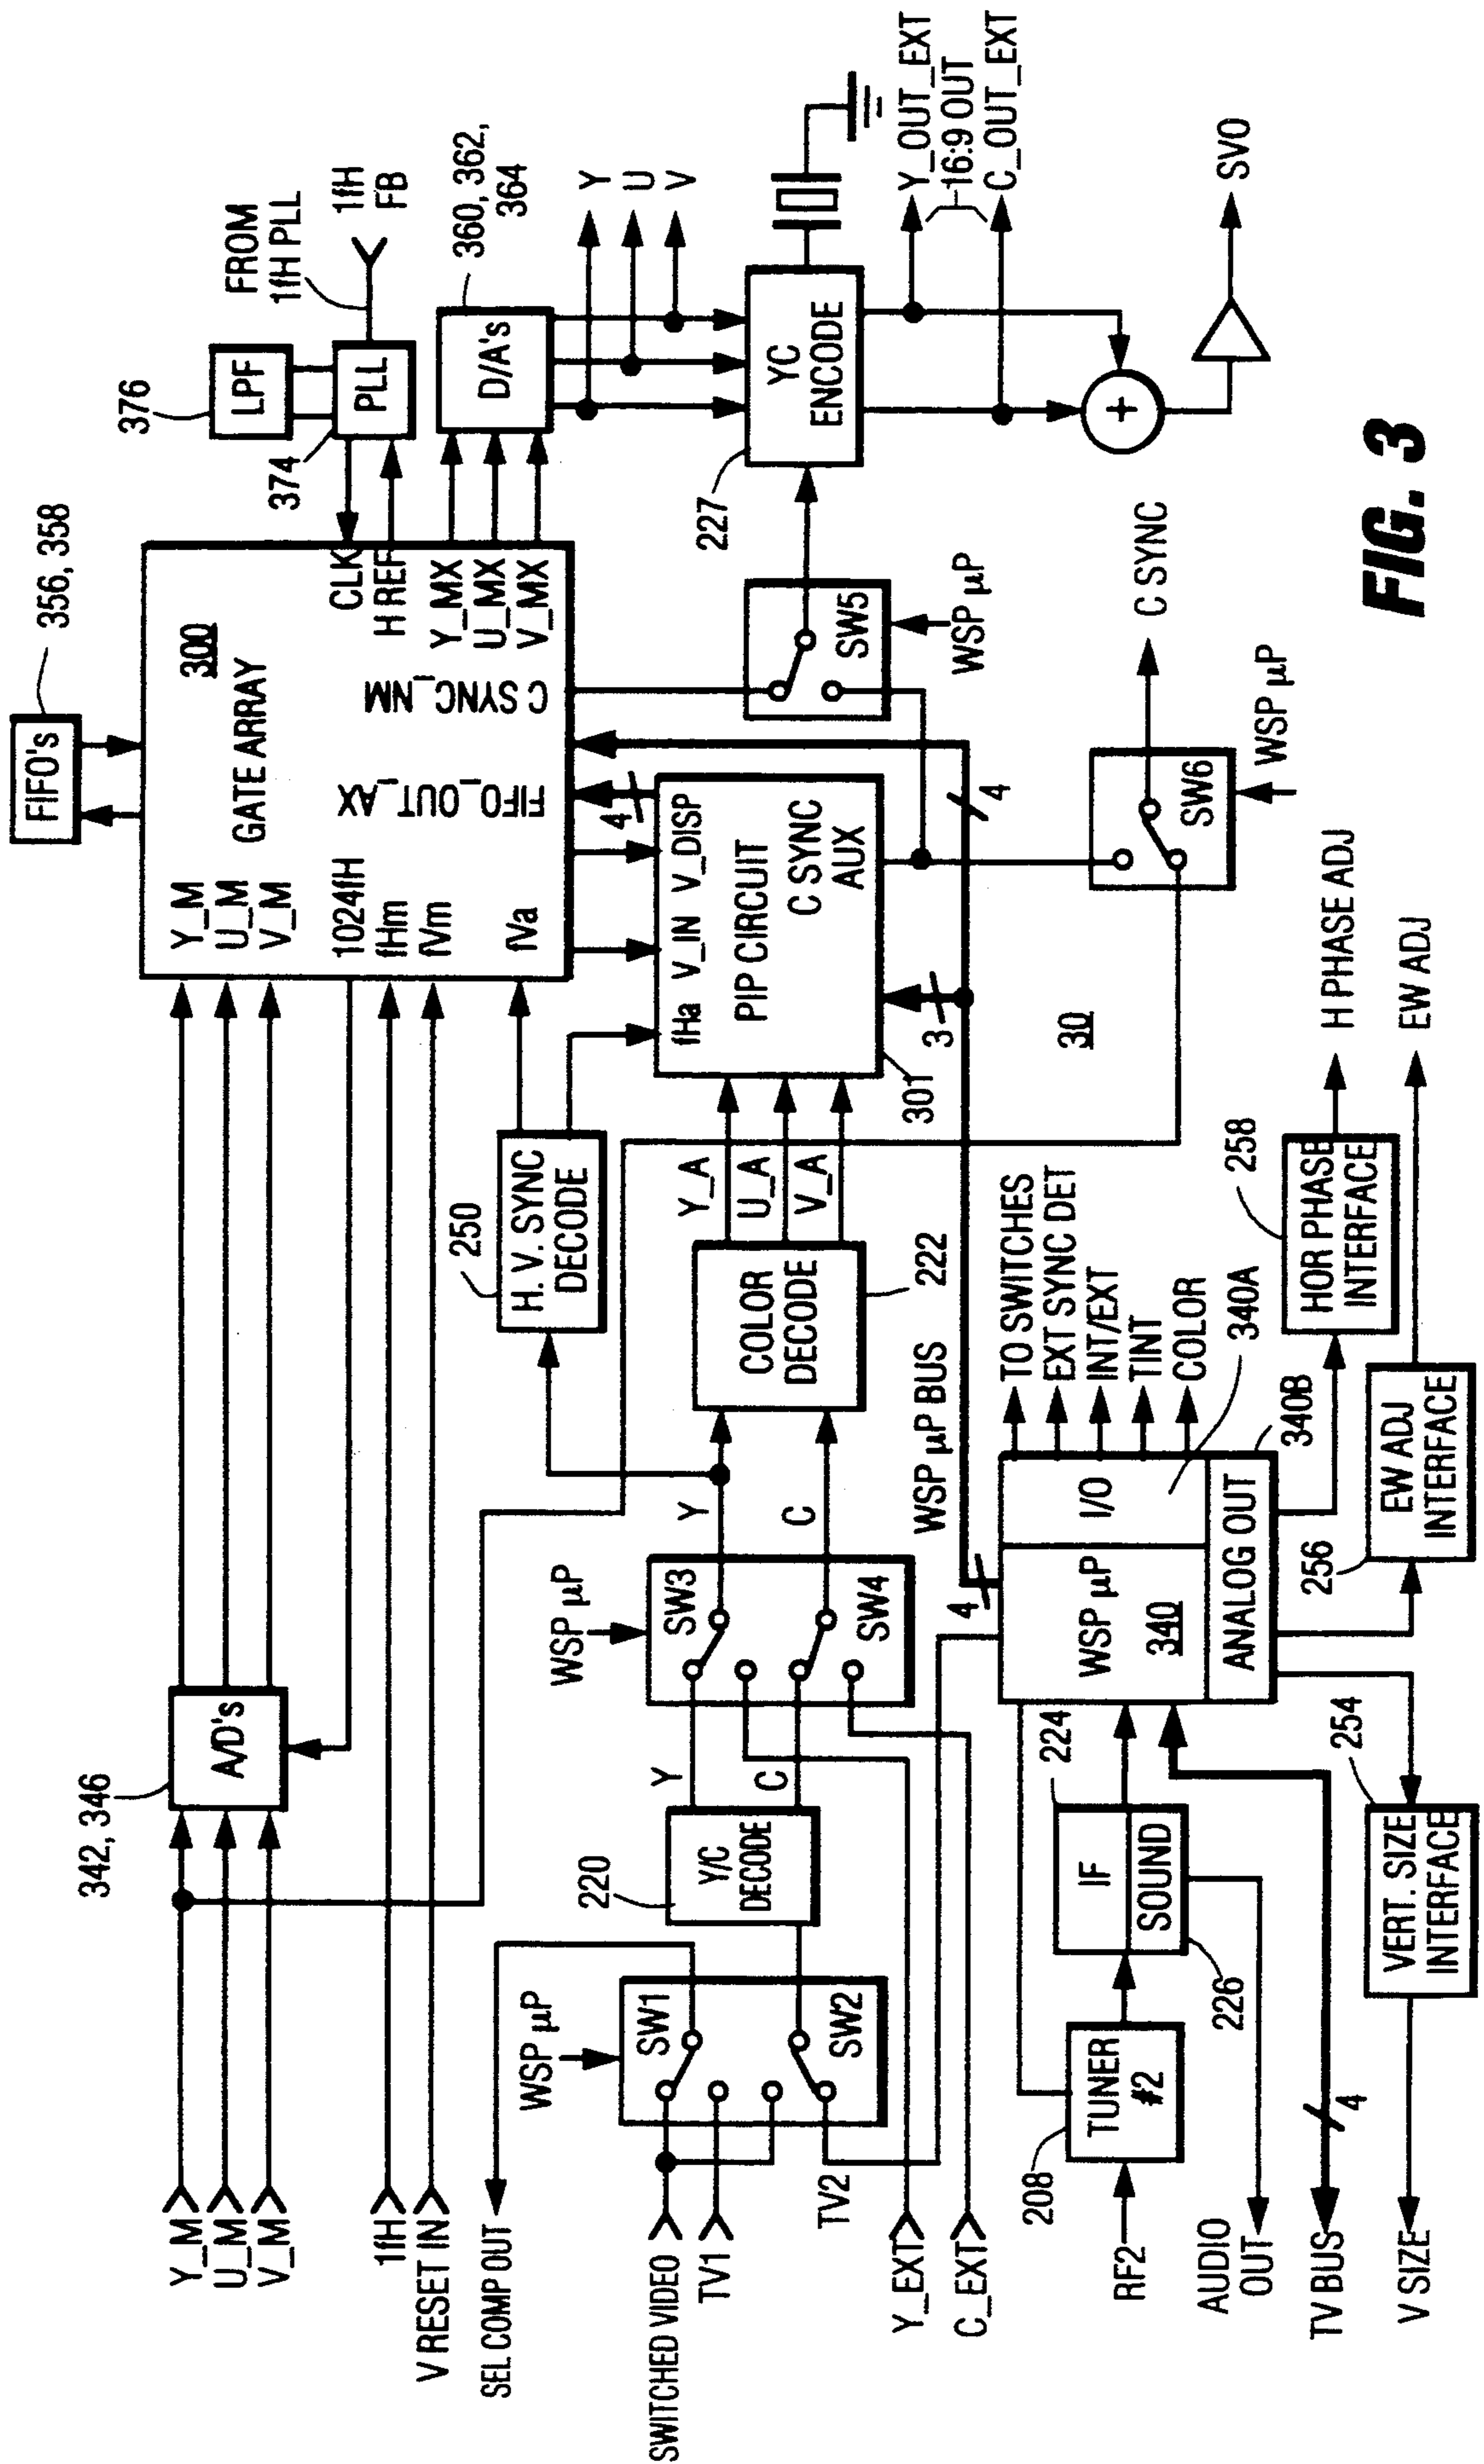 Y_M
U_M
V_M
1fH
V RESET IN
SEL COMP OUT
SWITCHED VIDEO
TV1
TV2
Y_EXT
C_EXT
RF2
AUDIO
OUT
TV BUS
4
V SIZE
342, 346
A/D's
WSP µP
SW1
SW2
220
Y/C
DECODE
Y
C
WSP µP
SW3
SW4
Y
C
208
TUNER
#2
224
IF
SOUND
226
254
VERT. SIZE
INTERFACE
WSP µP
340
I/O
ANALOG OUT
340A
340B
4
WSP µP BUS
TO SWITCHES
EXT SYNC DET
INT/EXT
TINT
COLOR
256
EW ADJ
INTERFACE
EW ADJ
258
HOR PHASE
INTERFACE
H PHASE ADJ
250
H. V. SYNC
DECODE
COLOR
DECODE
222
Y_A
U_A
V_A
fHa V_IN V_DISP
PIP CIRCUIT
C SYNC
AUX
301
3
4
4
30
FIFO's
356, 358
Y_M
U_M
V_M
1024fH
fHm
fVm
fVa
GATE ARRAY
300
FIFO_OUT_AX
C SYNC_NM
CLK
H REF
Y_MX
U_MX
V_MX
376
LPF
374
PLL
FROM
1fH PLL
1fH
FB
D/A's
360, 362,
364
Y
U
V
227
YC
ENCODE
SW5
WSP µP
SW6
WSP µP
C SYNC
Y_OUT_EXT
16:9 OUT
C_OUT_EXT
+
SVO
FIG. 3